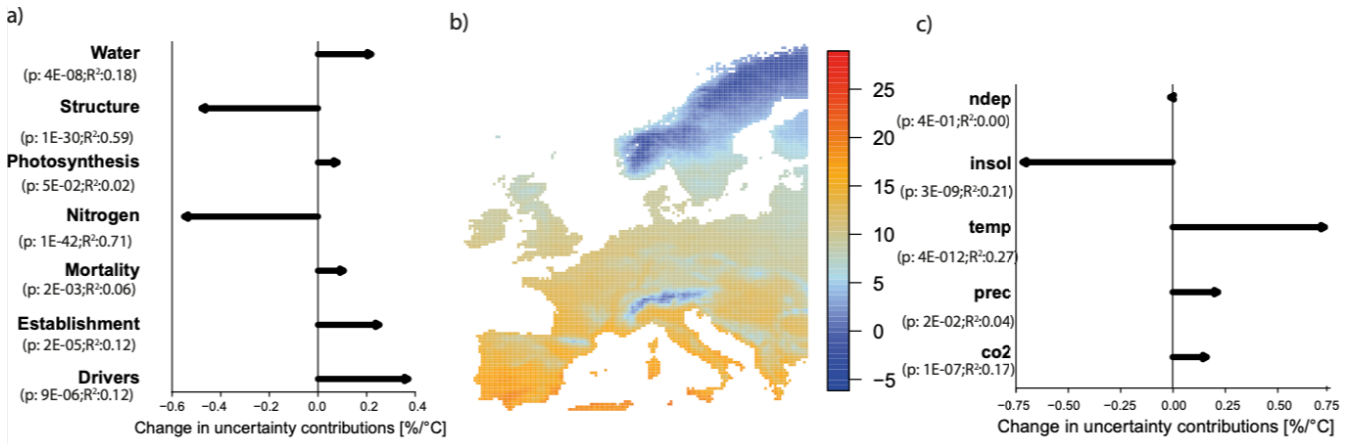 a)
Water
(p: 4E-08;R²:0.18)
Structure
(p: 1E-30;R²:0.59)
Photosynthesis
(p: 5E-02;R²:0.02)
Nitrogen
(p: 1E-42;R²:0.71)
Mortality
(p: 2E-03;R²:0.06)
Establishment
(p: 2E-05;R²:0.12)
Drivers
(p: 9E-06;R²:0.12)
−0.6 −0.4 −0.2 0.0 0.2 0.4
Change in uncertainty contributions [%/°C]
b)
25
20
15
10
5
0
−5
c)
ndep
(p: 4E-01;R²:0.00)
insol
(p: 3E-09;R²:0.21)
temp
(p: 4E-012;R²:0.27)
prec
(p: 2E-02;R²:0.04)
co2
(p: 1E-07;R²:0.17)
−0.75 −0.50 −0.25 0.00 0.25 0.50 0.75
Change in uncertainty contributions [%/°C]